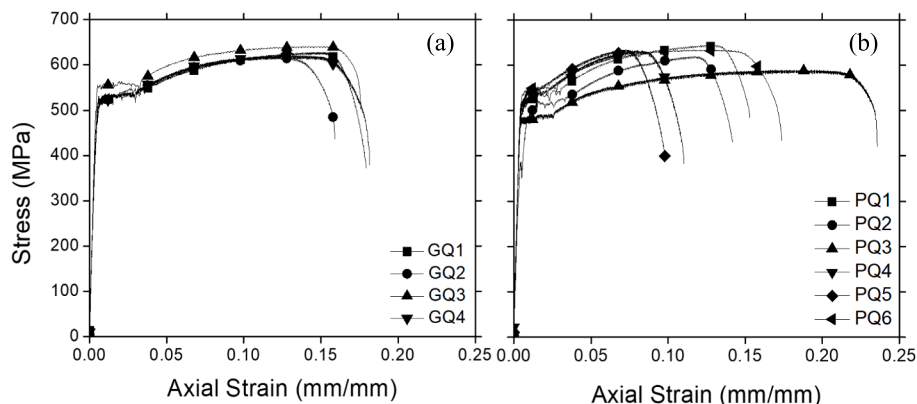 700
600
500
400
300
200
100
0
Stress (MPa)
(a)
GQ1
GQ2
GQ3
GQ4
0.00 0.05 0.10 0.15 0.20 0.25
Axial Strain (mm/mm)
(b)
PQ1
PQ2
PQ3
PQ4
PQ5
PQ6
0.00 0.05 0.10 0.15 0.20 0.25
Axial Strain (mm/mm)